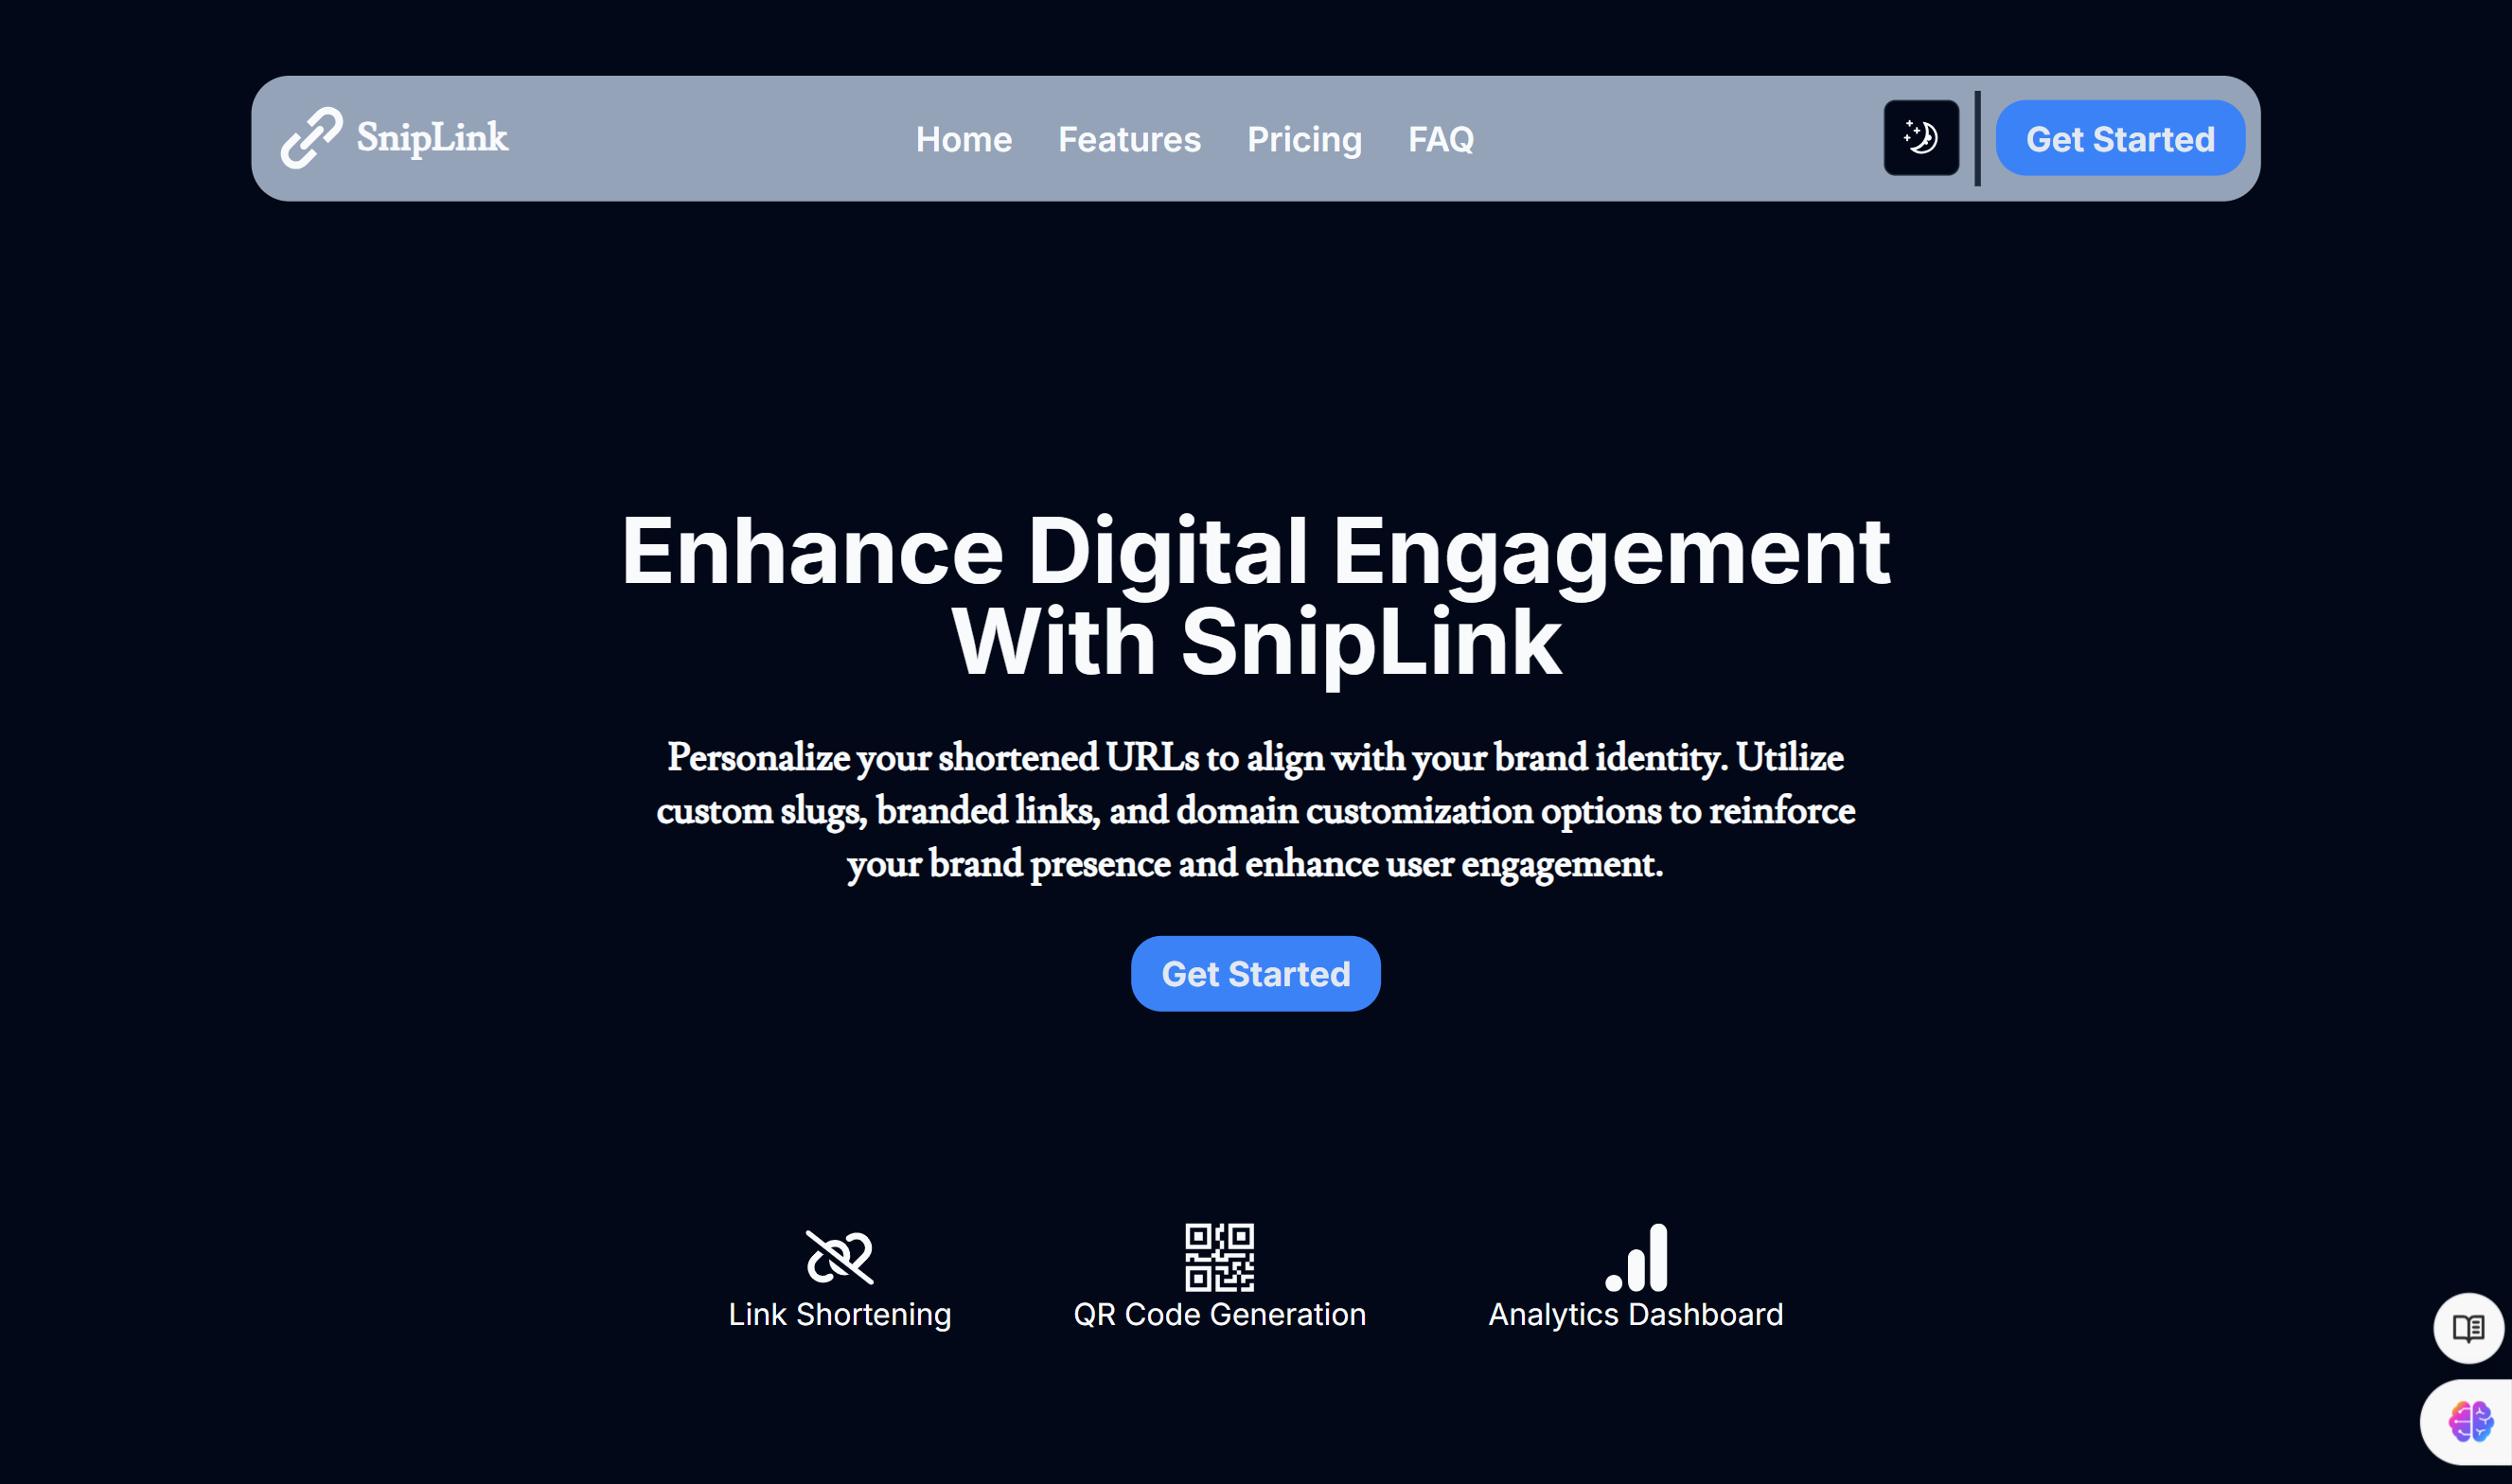 SnipLink
Home
Features
Pricing
FAQ
Get Started
Enhance Digital Engagement
With SnipLink
Personalize your shortened URLs to align with your brand identity. Utilize
custom slugs, branded links, and domain customization options to reinforce
your brand presence and enhance user engagement.
Get Started
Link Shortening
QR Code Generation
Analytics Dashboard